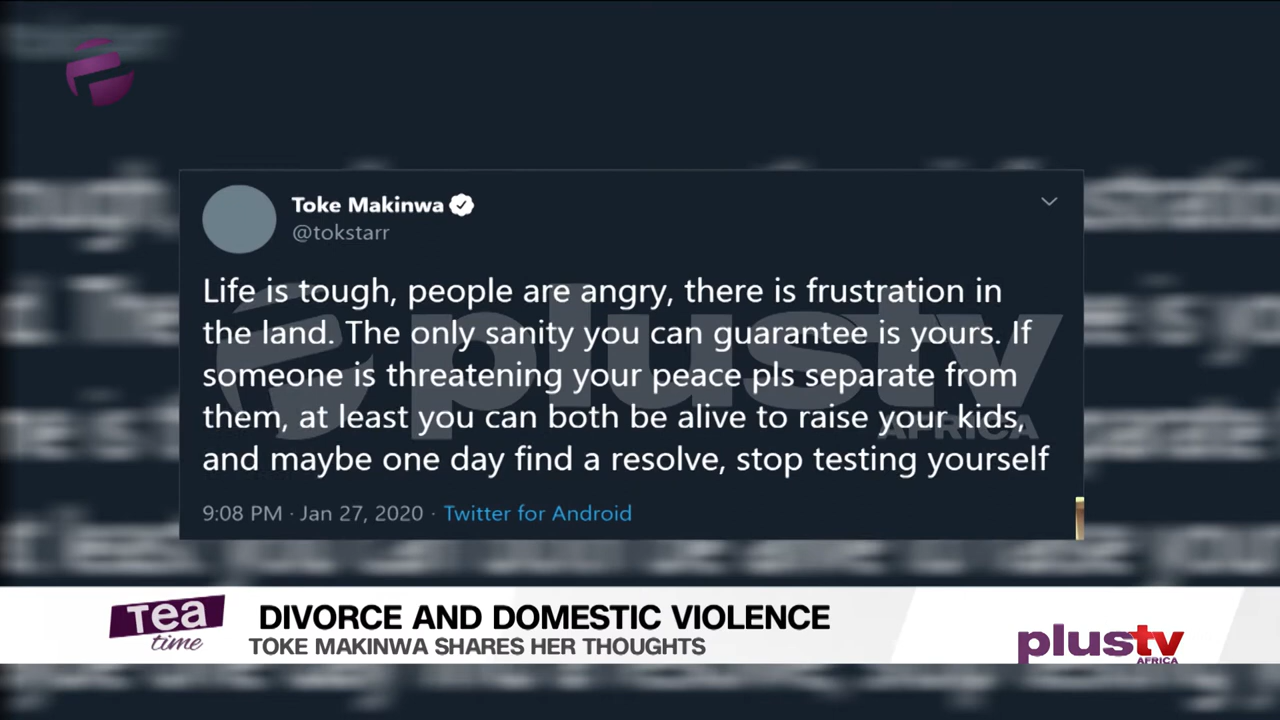 Toke Makinwa
@tokstarr
Life is tough, people are angry, there is frustration in
the land. The only sanity you can guarantee is yours. If
someone is threatening your peace pls separate from
them, at least you can both be alive to raise your kids,
and maybe one day find a resolve, stop testing yourself
9:08 PM · Jan 27, 2020 · Twitter for Android
plustv
AFRICA
Tea
time
DIVORCE AND DOMESTIC VIOLENCE
TOKE MAKINWA SHARES HER THOUGHTS
plustv
AFRICA